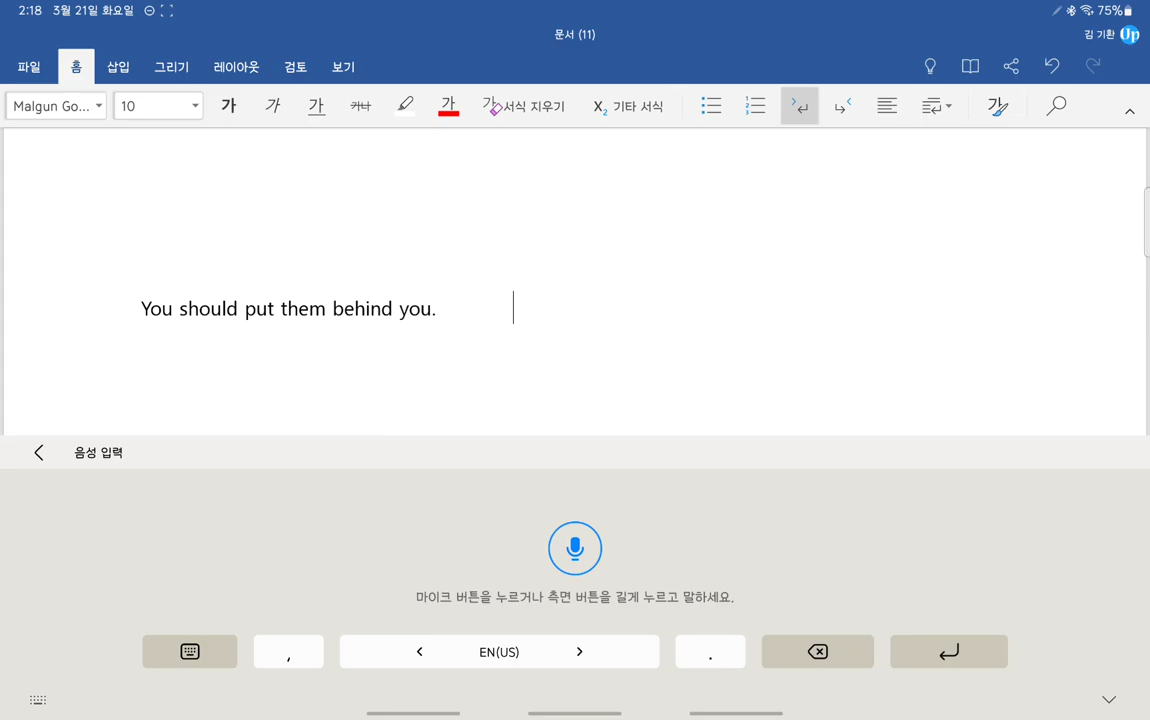 2:18 3월 21일 화요일 75%
문서 (11)
김 기환 Up
파일 홈 삽입 그리기 레이아웃 검토 보기
Malgun Go... 10 가 가 가 가나 가 가 서식 지우기 X₂ 기타 서식 가
You should put them behind you.
음성 입력
마이크 버튼을 누르거나 측면 버튼을 길게 누르고 말하세요.
, < EN(US) > .